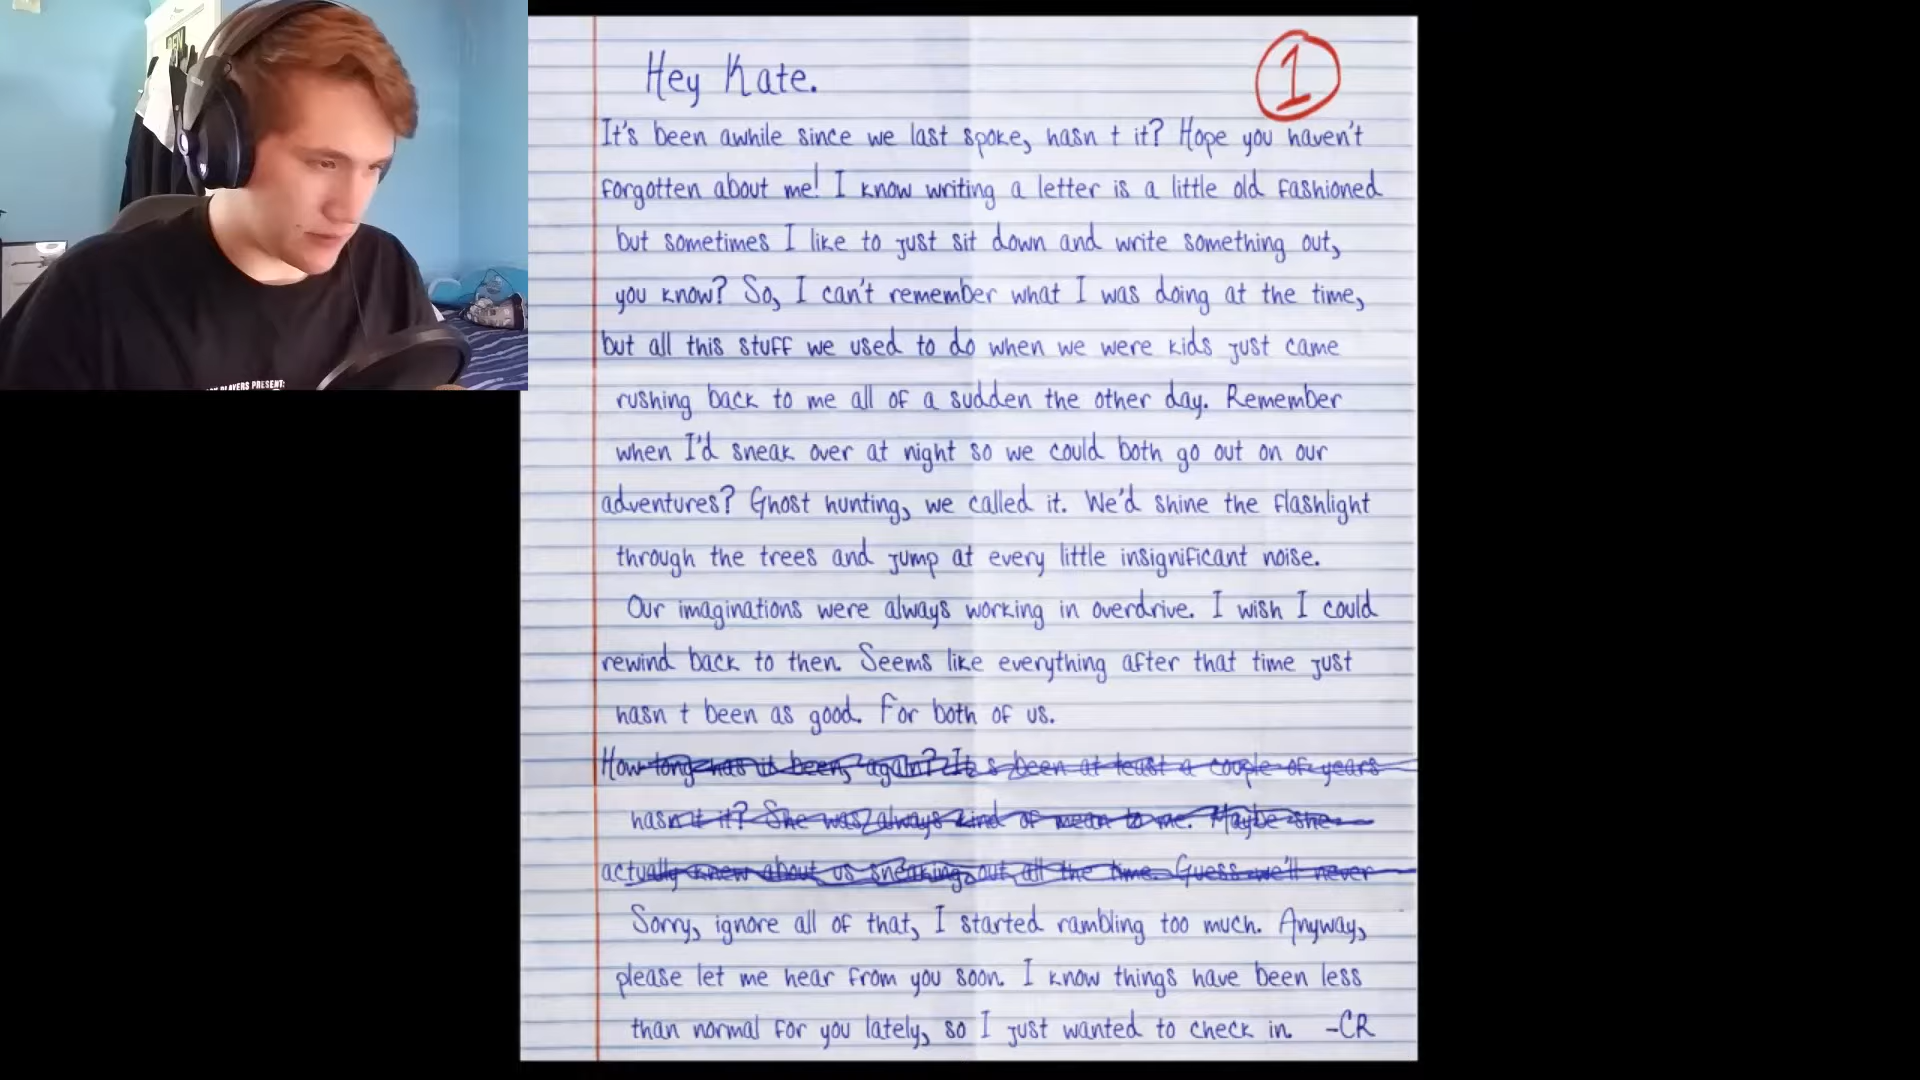 Hey Kate.
1
It's been awhile since we last spoke, hasn t it? Hope you haven't
forgotten about me! I know writing a letter is a little old fashioned
but sometimes I like to just sit down and write something out,
you know? So, I can't remember what I was doing at the time,
but all this stuff we used to do when we were kids just came
rushing back to me all of a sudden the other day. Remember
when I'd sneak over at night so we could both go out on our
adventures? Ghost hunting, we called it. We'd shine the flashlight
through the trees and jump at every little insignificant noise.
Our imaginations were always working in overdrive. I wish I could
rewind back to then. Seems like everything after that time just
hasn t been as good. For both of us.
How long has it been, again? It s been at least a couple of years
hasn t it? She was always kind of mean to me. Maybe she
actually knew about us sneaking out all the time. Guess we'll never
Sorry, ignore all of that, I started rambling too much. Anyway,
please let me hear from you soon. I know things have been less
than normal for you lately, so I just wanted to check in. -CR
PLAYERS PRESENT: